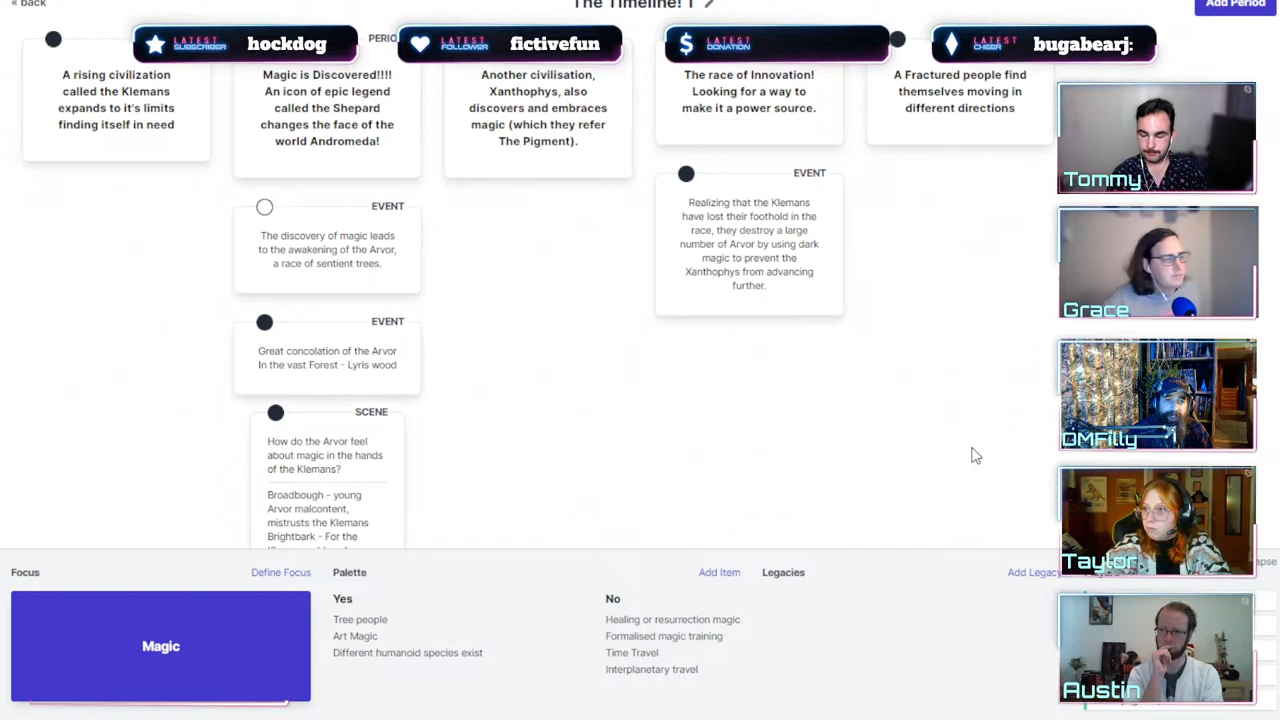 « back
The Timeline! 1
Add Period
LATEST
SUBSCRIBER
hockdog
LATEST
FOLLOWER
fictivefun
LATEST
DONATION
LATEST
CHEER
bugabearj:
A rising civilization
called the Klemans
expands to it's limits
finding itself in need
Magic is Discovered!!!!
An icon of epic legend
called the Shepard
changes the face of the
world Andromeda!
Another civilisation,
Xanthophys, also
discovers and embraces
magic (which they refer
The Pigment).
The race of Innovation!
Looking for a way to
make it a power source.
A Fractured people find
themselves moving in
different directions
EVENT
The discovery of magic leads
to the awakening of the Arvor,
a race of sentient trees.
EVENT
Great concolation of the Arvor
In the vast Forest - Lyris wood
SCENE
How do the Arvor feel
about magic in the hands
of the Klemans?
Broadbough - young
Arvor malcontent,
mistrusts the Klemans
Brightbark - For the
EVENT
Realizing that the Klemans
have lost their foothold in the
race, they destroy a large
number of Arvor by using dark
magic to prevent the
Xanthophys from advancing
further.
Tommy
Grace
DMFilly
Taylor
Austin
Focus
Define Focus
Magic
Palette
Add Item
Yes
Tree people
Art Magic
Different humanoid species exist
No
Healing or resurrection magic
Formalised magic training
Time Travel
Interplanetary travel
Legacies
Add Legacy